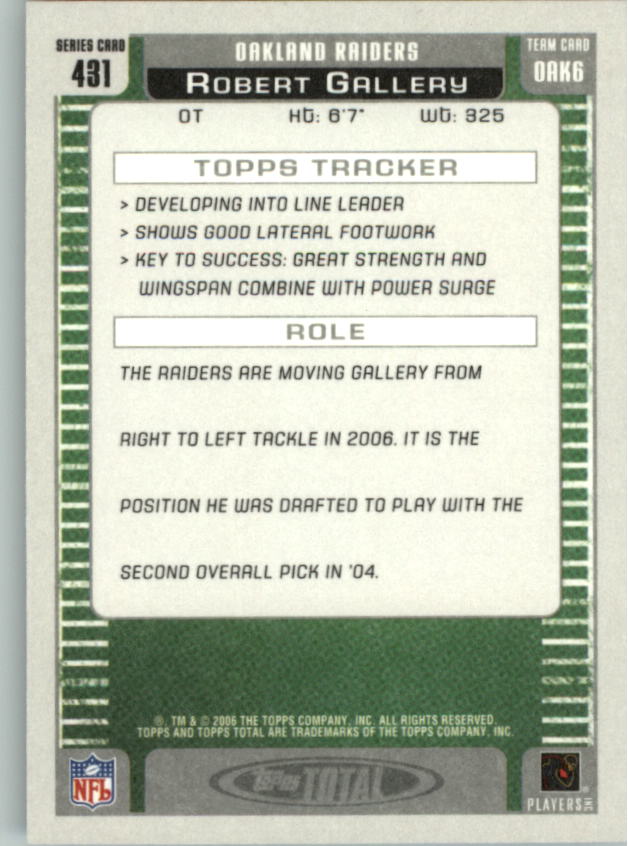 SERIES CARD
431
OAKLAND RAIDERS
ROBERT GALLERY
TEAM CARD
OAK6
OT Ht: 6'7" Wt: 325
TOPPS TRACKER
> DEVELOPING INTO LINE LEADER
> SHOWS GOOD LATERAL FOOTWORK
> KEY TO SUCCESS: GREAT STRENGTH AND
WINGSPAN COMBINE WITH POWER SURGE
ROLE
THE RAIDERS ARE MOVING GALLERY FROM
RIGHT TO LEFT TACKLE IN 2006. IT IS THE
POSITION HE WAS DRAFTED TO PLAY WITH THE
SECOND OVERALL PICK IN '04.
®, TM & © 2006 THE TOPPS COMPANY, INC. ALL RIGHTS RESERVED.
TOPPS AND TOPPS TOTAL ARE TRADEMARKS OF THE TOPPS COMPANY, INC.
NFL
Topps TOTAL
PLAYERS INC